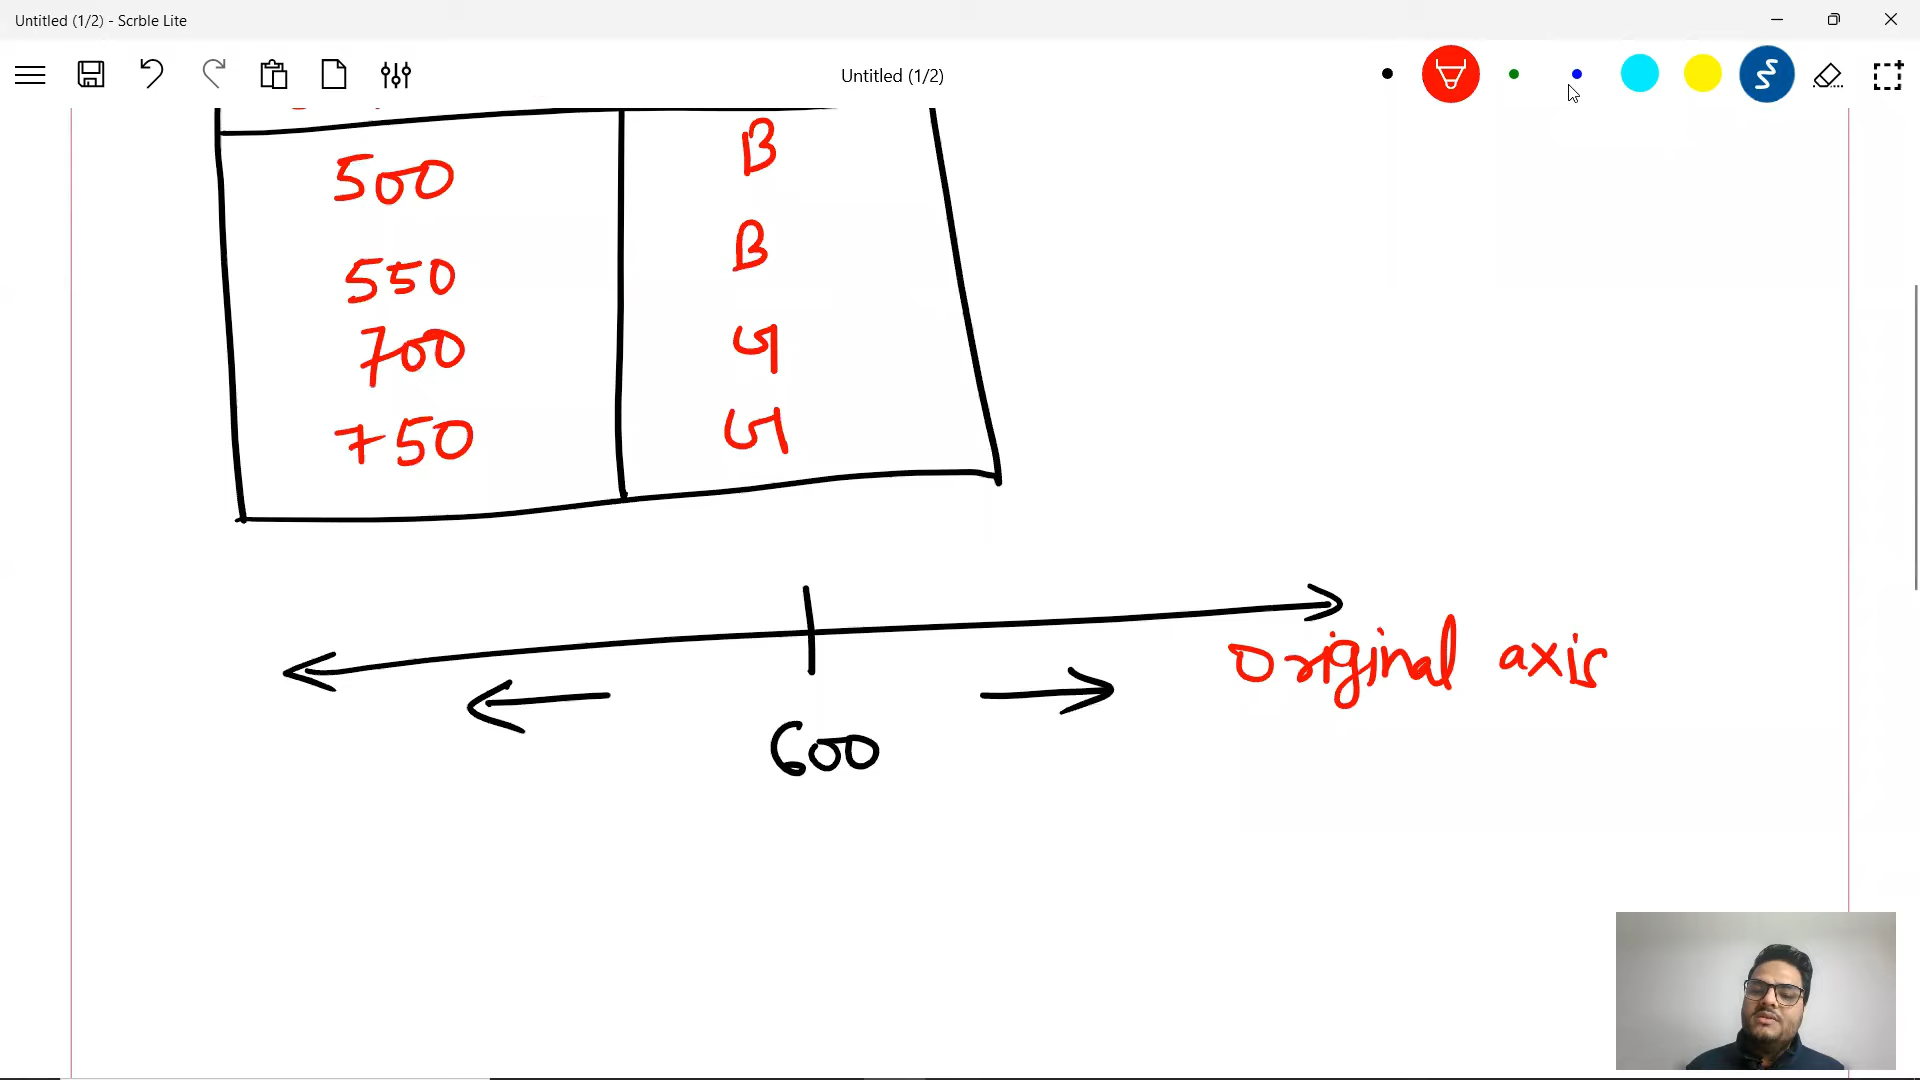 Untitled (1/2) - Scrble Lite
Untitled (1/2)
500 B
550 B
700 G
750 G
Original axis
600